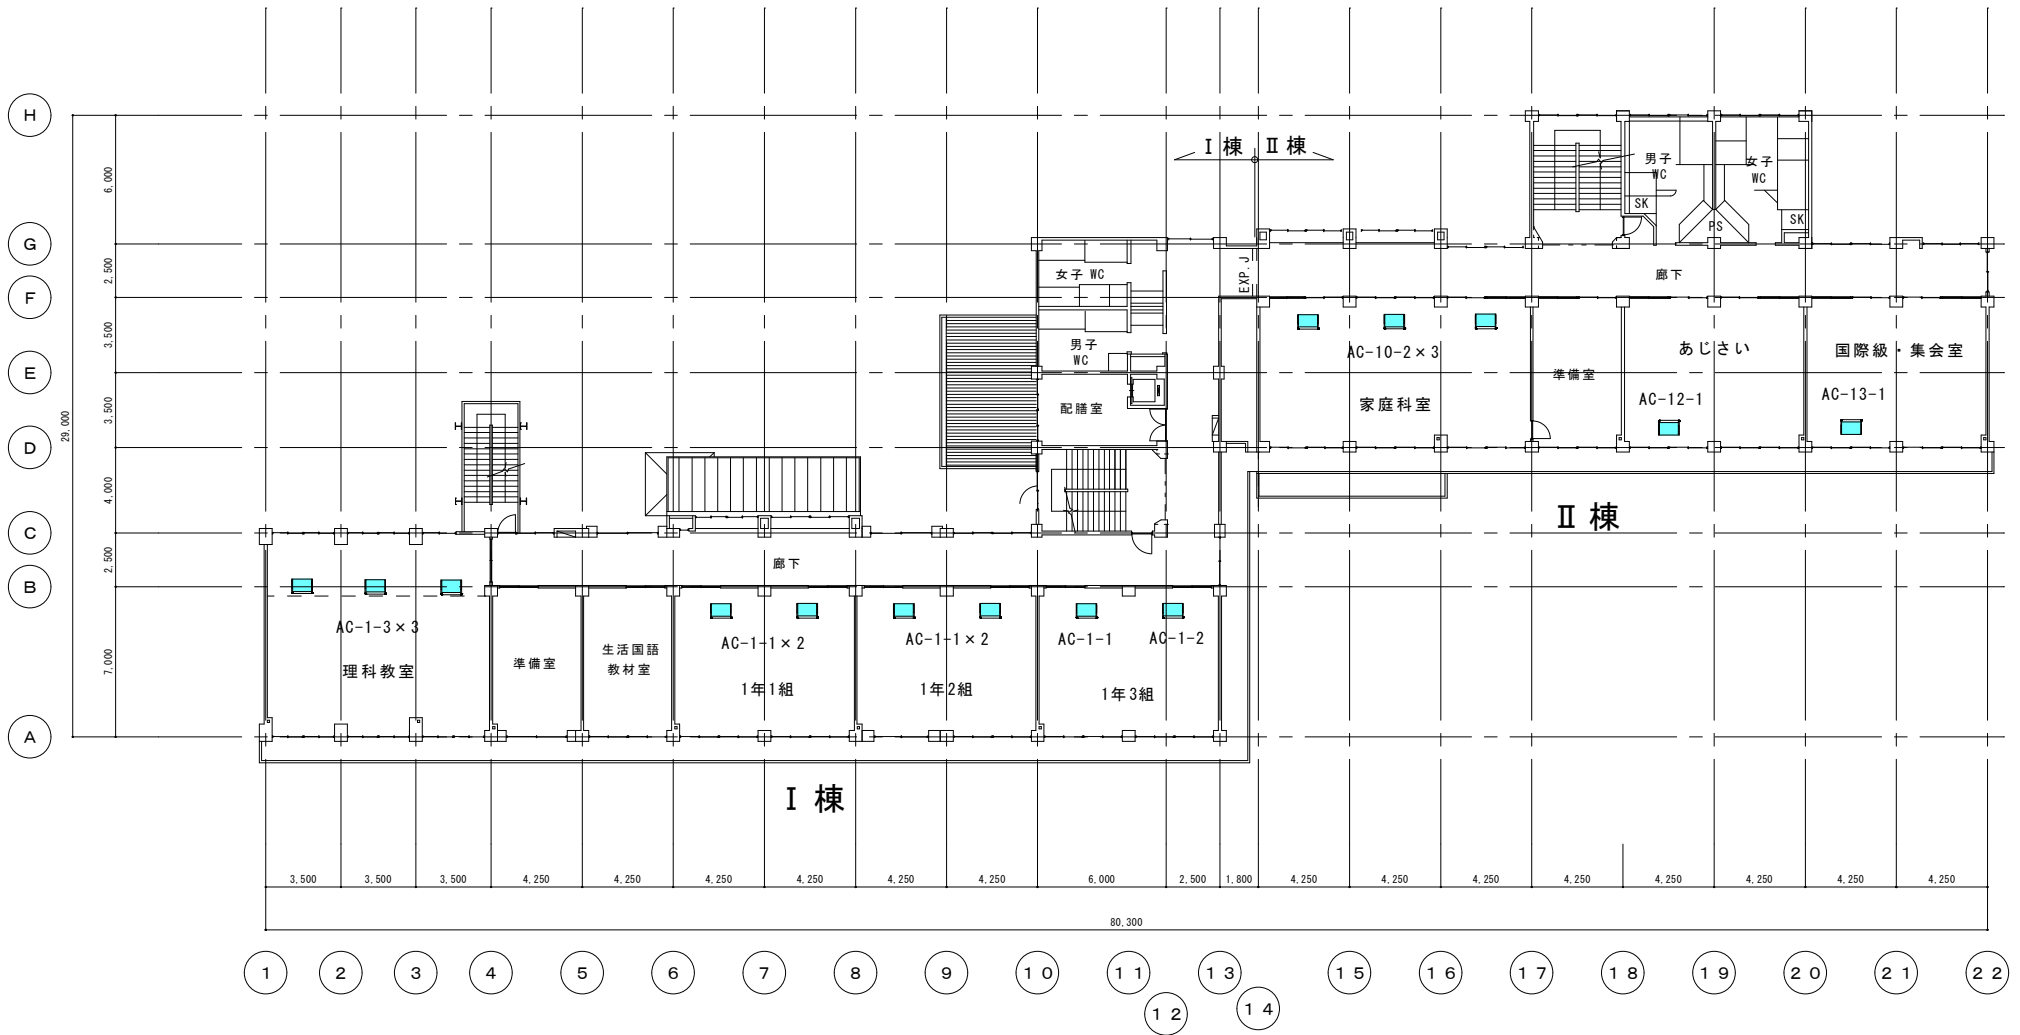 H
Ⅰ棟 Ⅱ棟
男子
WC
女子
WC
6,000
SK
PS
SK
G
女子 WC
EXP.J
廊下
2,500
F
3,500
男子
WC
AC-10-2×3
あじさい
国際級・集会室
E
準備室
配膳室
家庭科室
AC-12-1
AC-13-1
29,000
3,500
D
4,000
Ⅱ棟
C
2,500
廊下
B
AC-1-3×3
理科教室
準備室
生活国語
教材室
AC-1-1×2
1年1組
AC-1-1×2
1年2組
AC-1-1
AC-1-2
1年3組
7,000
A
Ⅰ棟
3,500 3,500 3,500 4,250 4,250 4,250 4,250 4,250 4,250 6,000 2,500 1,800 4,250 4,250 4,250 4,250 4,250 4,250 4,250 4,250
80,300
1 2 3 4 5 6 7 8 9 10 11 13 15 16 17 18 19 20 21 22
12 14